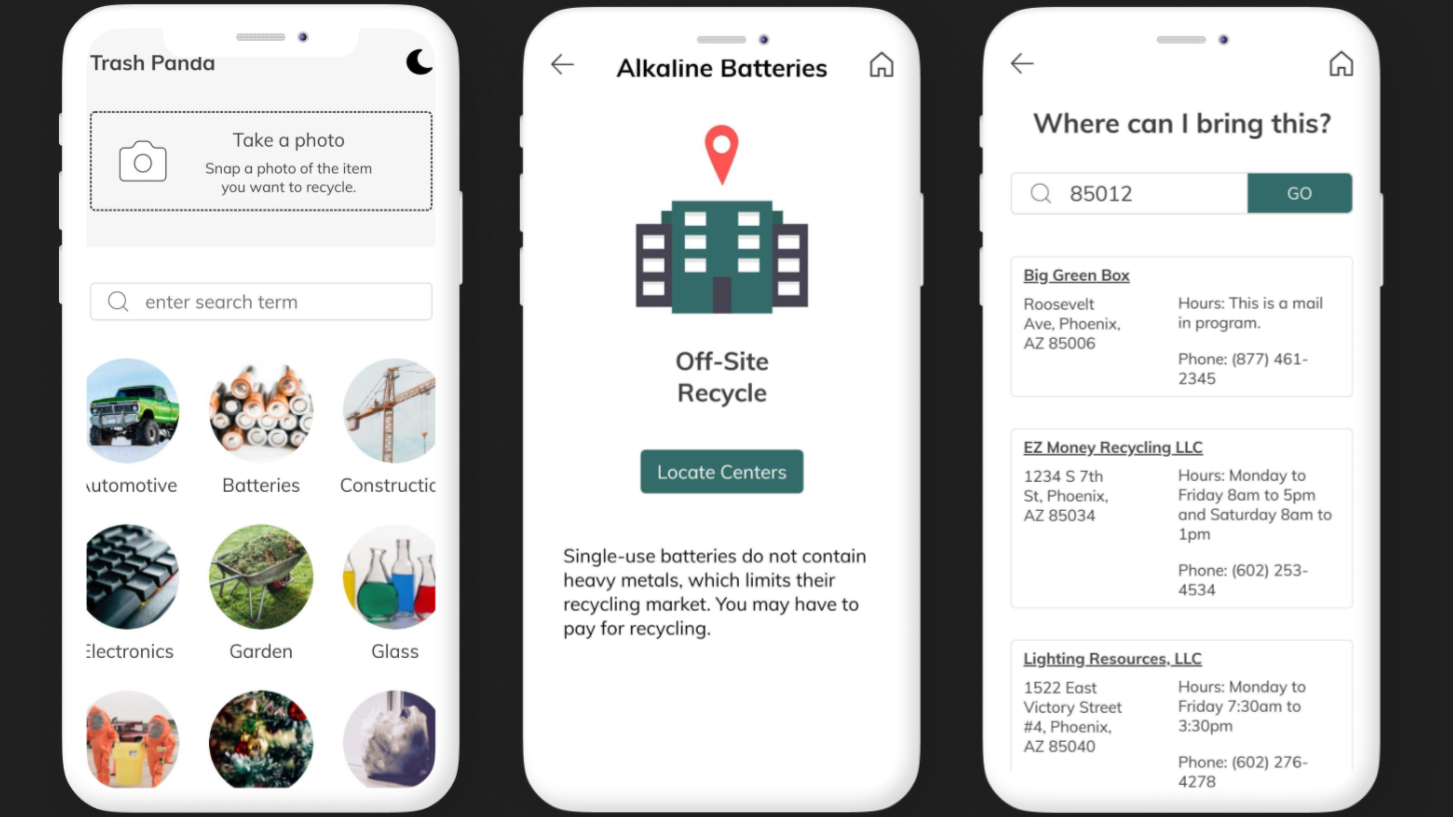 Trash Panda
Take a photo
Snap a photo of the item
you want to recycle.
enter search term
Automotive
Batteries
Constructio
Electronics
Garden
Glass
Alkaline Batteries
Off-Site
Recycle
Locate Centers
Single-use batteries do not contain
heavy metals, which limits their
recycling market. You may have to
pay for recycling.
Where can I bring this?
85012
GO
Big Green Box
Roosevelt
Ave, Phoenix,
AZ 85006
Hours: This is a mail
in program.
Phone: (877) 461-
2345
EZ Money Recycling LLC
1234 S 7th
St, Phoenix,
AZ 85034
Hours: Monday to
Friday 8am to 5pm
and Saturday 8am to
1pm
Phone: (602) 253-
4534
Lighting Resources, LLC
1522 East
Victory Street
#4, Phoenix,
AZ 85040
Hours: Monday to
Friday 7:30am to
3:30pm
Phone: (602) 276-
4278